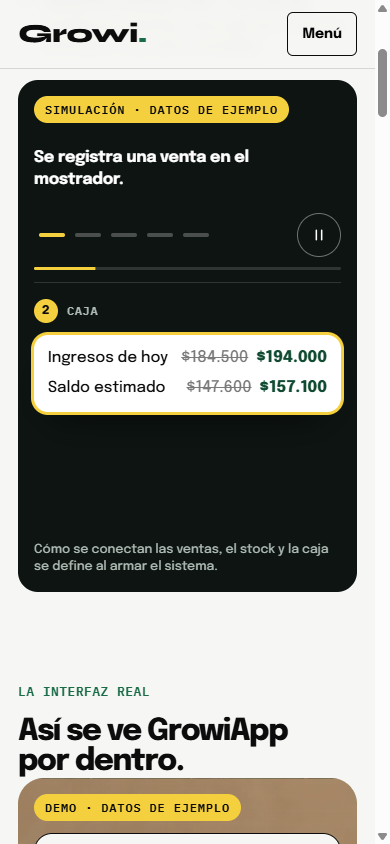 Growi.
Menú
SIMULACIÓN · DATOS DE EJEMPLO
Se registra una venta en el
mostrador.
2 CAJA
Ingresos de hoy $184.500 $194.000
Saldo estimado $147.600 $157.100
Cómo se conectan las ventas, el stock y la caja
se define al armar el sistema.
LA INTERFAZ REAL
Así se ve GrowiApp
por dentro.
DEMO · DATOS DE EJEMPLO